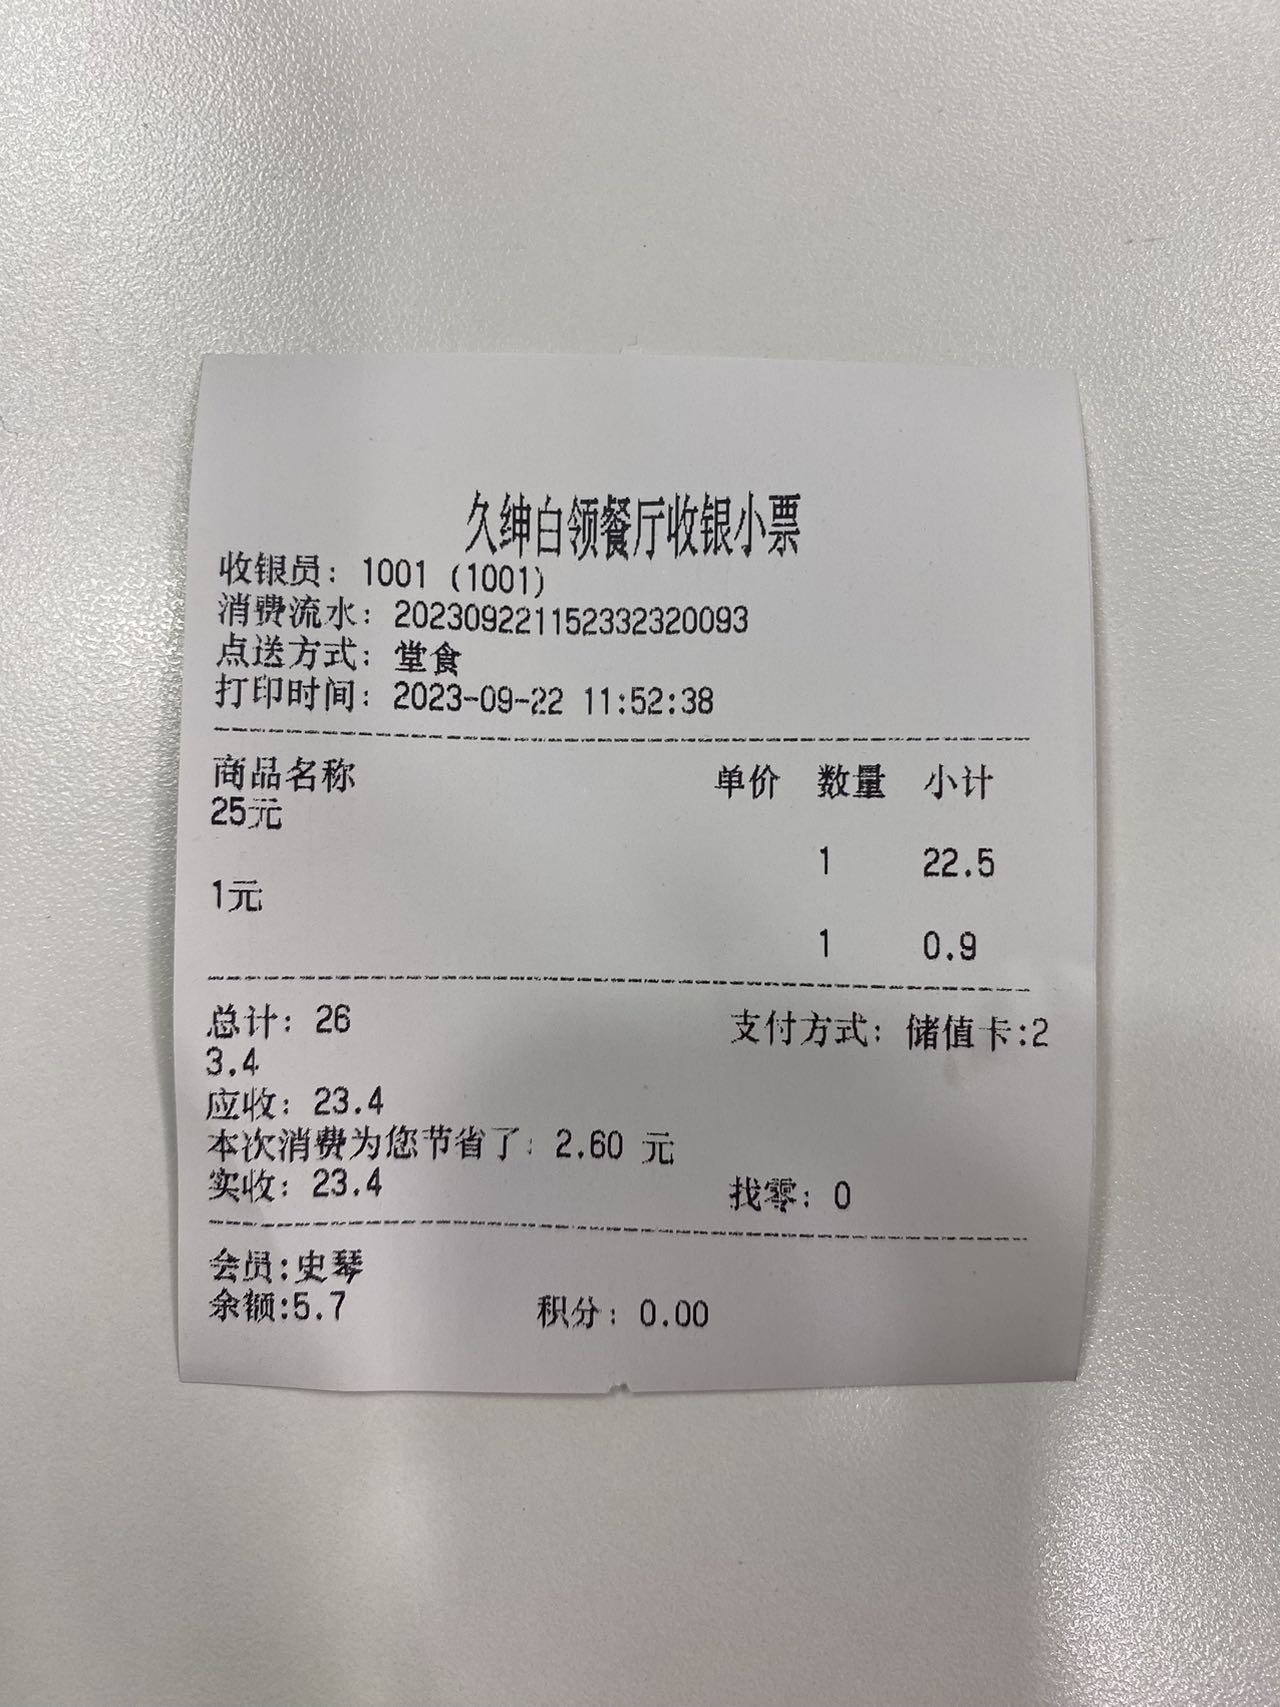 久绅白领餐厅收银小票
收银员：1001 (1001)
消费流水：202309221152332320093
点送方式：堂食
打印时间：2023-09-22 11:52:38
商品名称 单价 数量 小计
25元
1 22.5
1元
1 0.9
总计：26 支付方式：储值卡:2
3.4
应收：23.4
本次消费为您节省了：2.60 元
实收：23.4 找零：0
会员:史琴
余额:5.7 积分：0.00